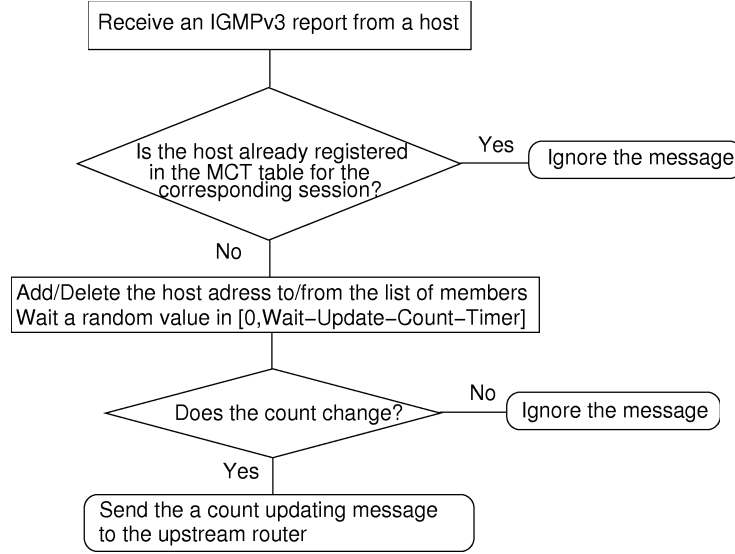 Receive an IGMPv3 report from a host
Is the host already registered
in the MCT table for the
corresponding session?
Yes
Ignore the message
No
Add/Delete the host adress to/from the list of members
Wait a random value in [0,Wait−Update−Count−Timer]
Does the count change?
No
Ignore the message
Yes
Send the a count updating message
to the upstream router